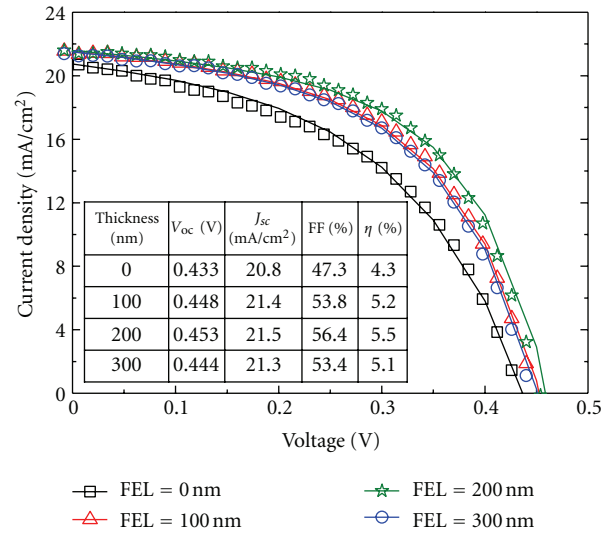 24
20
16
12
8
4
0
Current density (mA/cm²)
Thickness (nm) V_oc (V) J_sc (mA/cm²) FF (%) η (%)
0 0.433 20.8 47.3 4.3
100 0.448 21.4 53.8 5.2
200 0.453 21.5 56.4 5.5
300 0.444 21.3 53.4 5.1
0 0.1 0.2 0.3 0.4 0.5
Voltage (V)
FEL = 0 nm FEL = 200 nm
FEL = 100 nm FEL = 300 nm